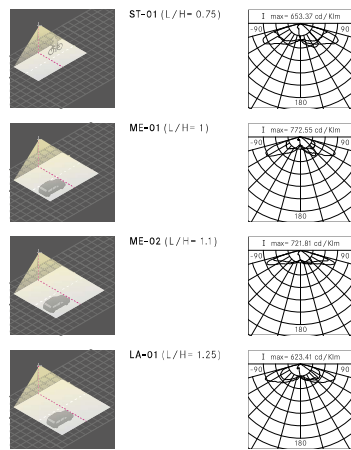 ST-01 (L/H= 0.75)
I max= 653.37 cd/Klm
-90 90
180
ME-01 (L/H= 1)
I max= 772.55 cd/Klm
-90 90
180
ME-02 (L/H= 1.1)
I max= 721.81 cd/Klm
-90 90
180
LA-01 (L/H= 1.25)
I max= 623.41 cd/Klm
-90 90
180